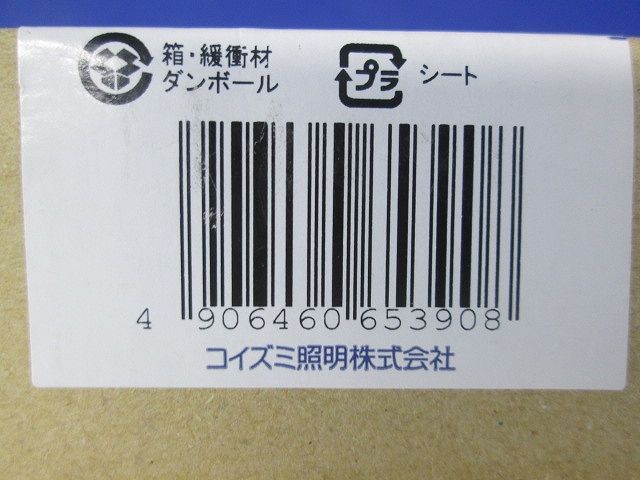 箱・緩衝材
ダンボール
プラ
シート
4 906460 653908
コイズミ照明株式会社